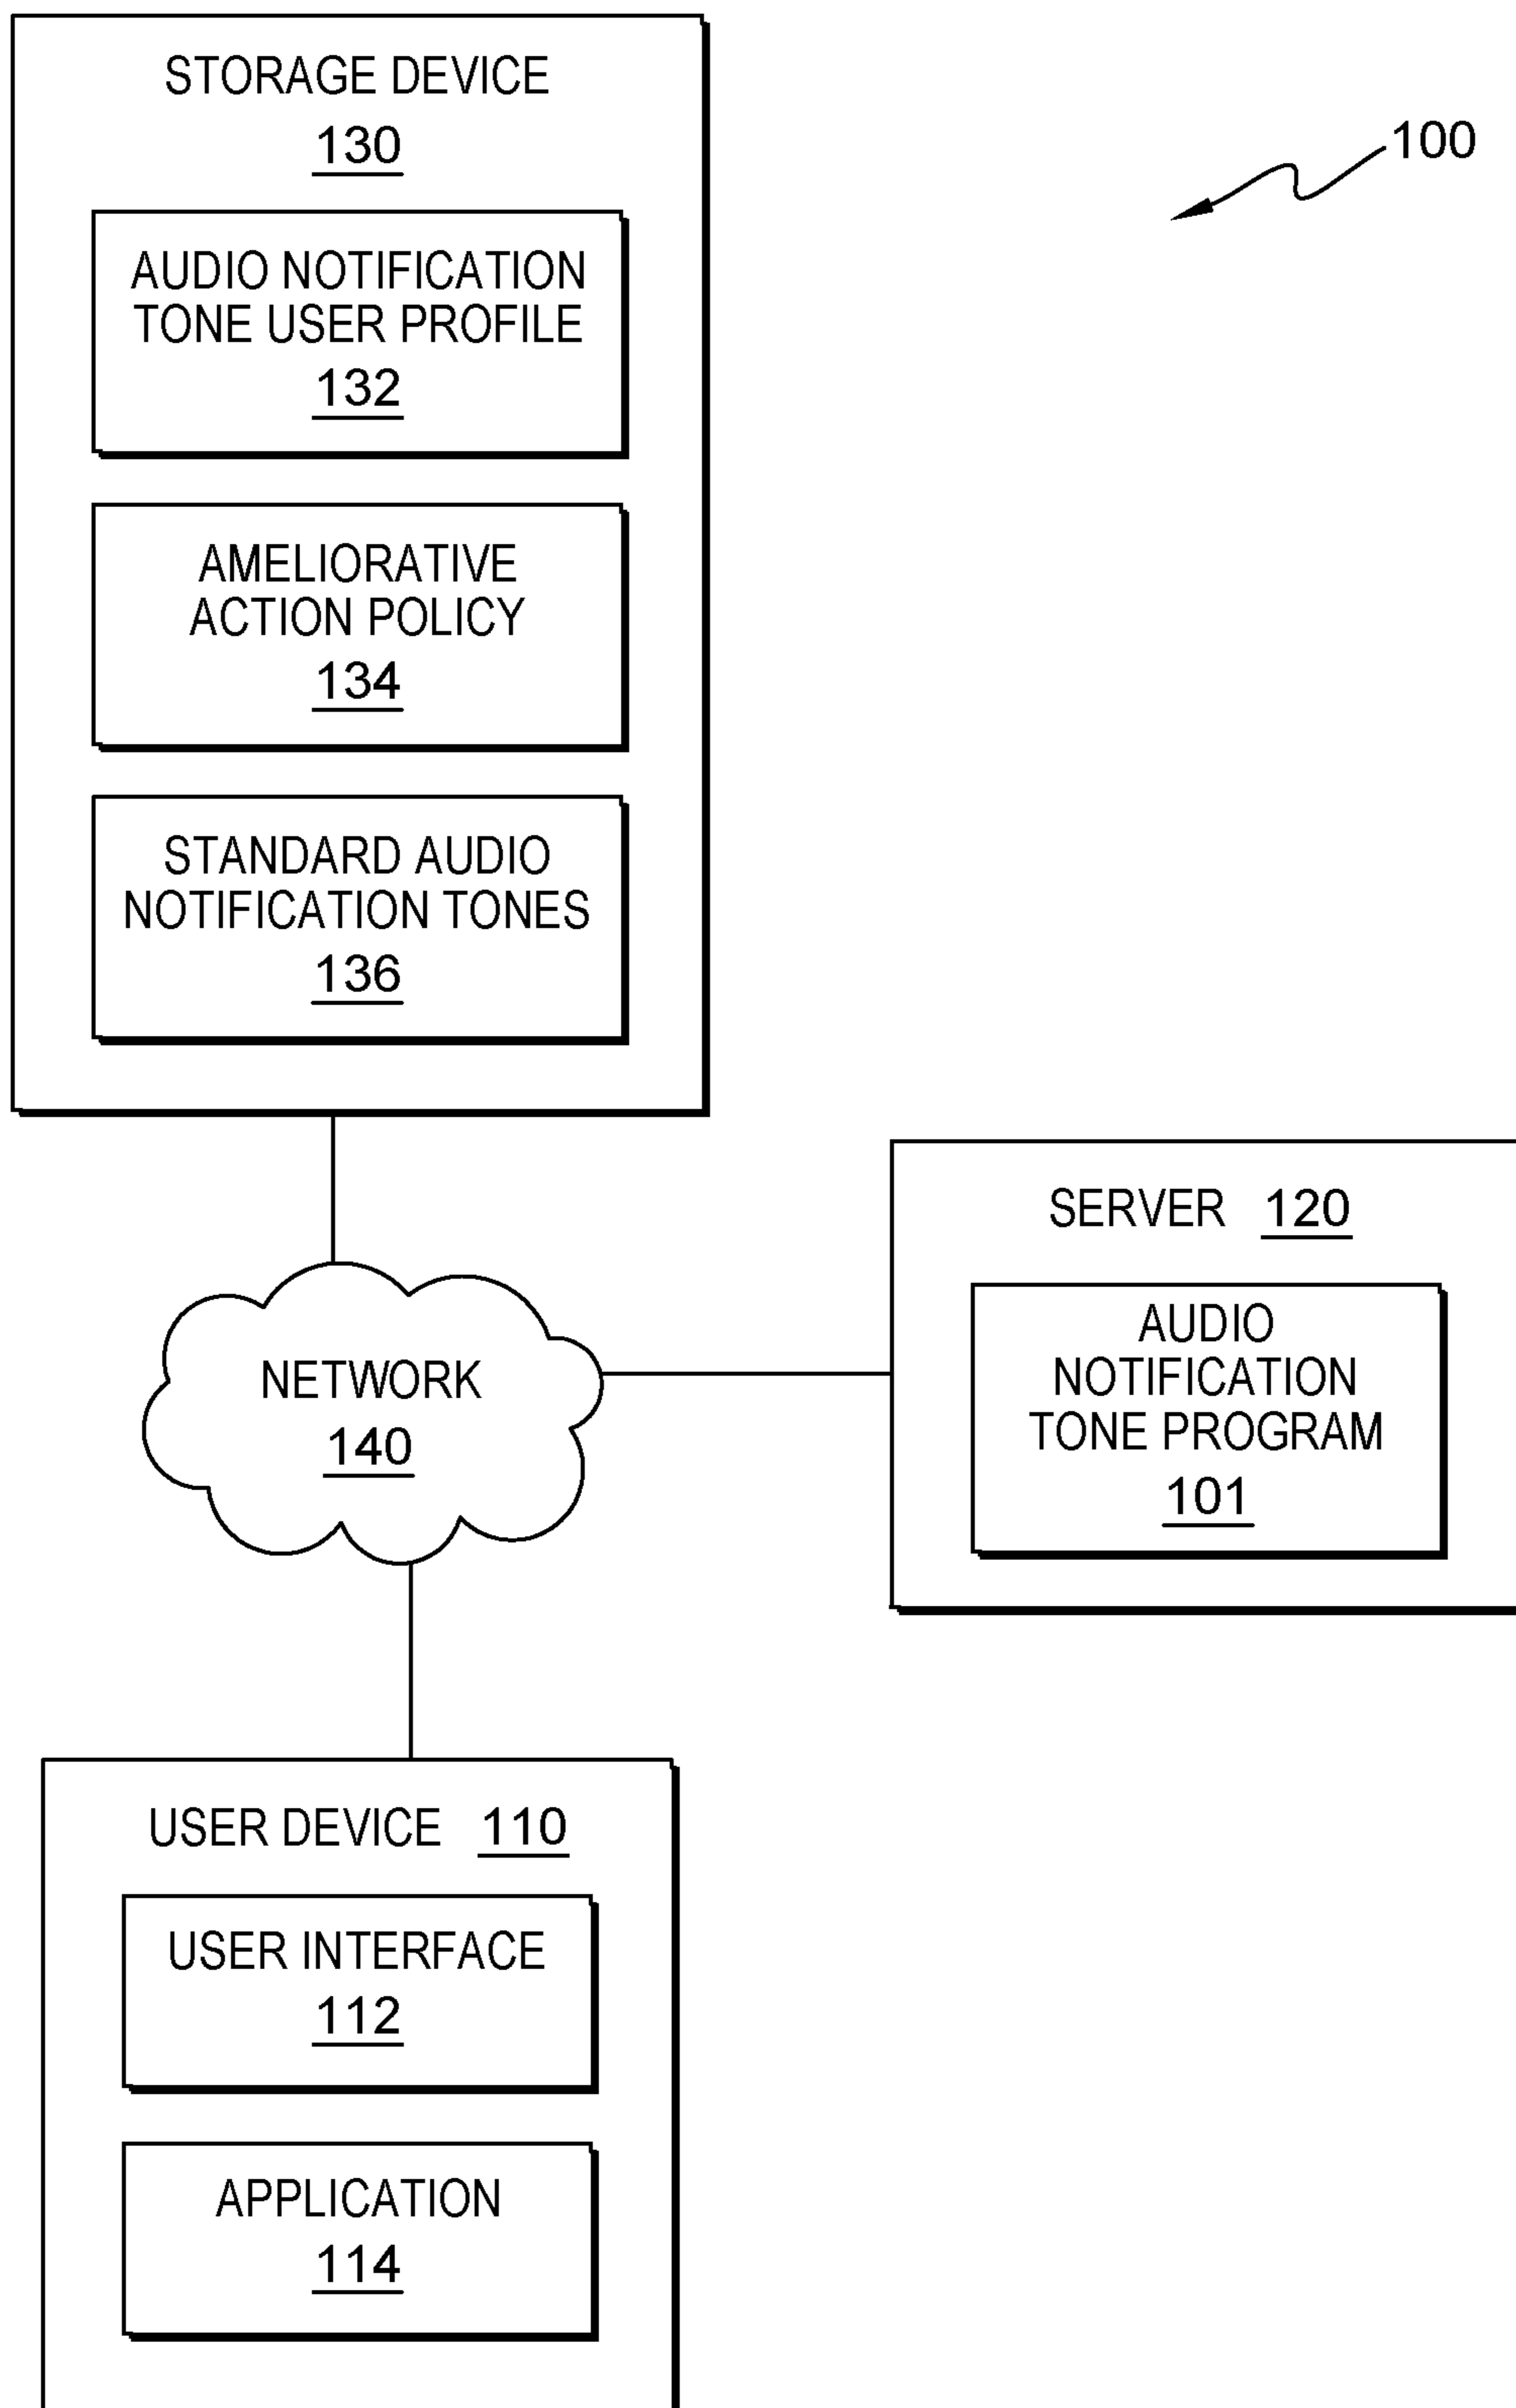 STORAGE DEVICE
130
100
AUDIO NOTIFICATION
TONE USER PROFILE
132
AMELIORATIVE
ACTION POLICY
134
STANDARD AUDIO
NOTIFICATION TONES
136
SERVER 120
AUDIO
NOTIFICATION
TONE PROGRAM
101
NETWORK
140
USER DEVICE 110
USER INTERFACE
112
APPLICATION
114